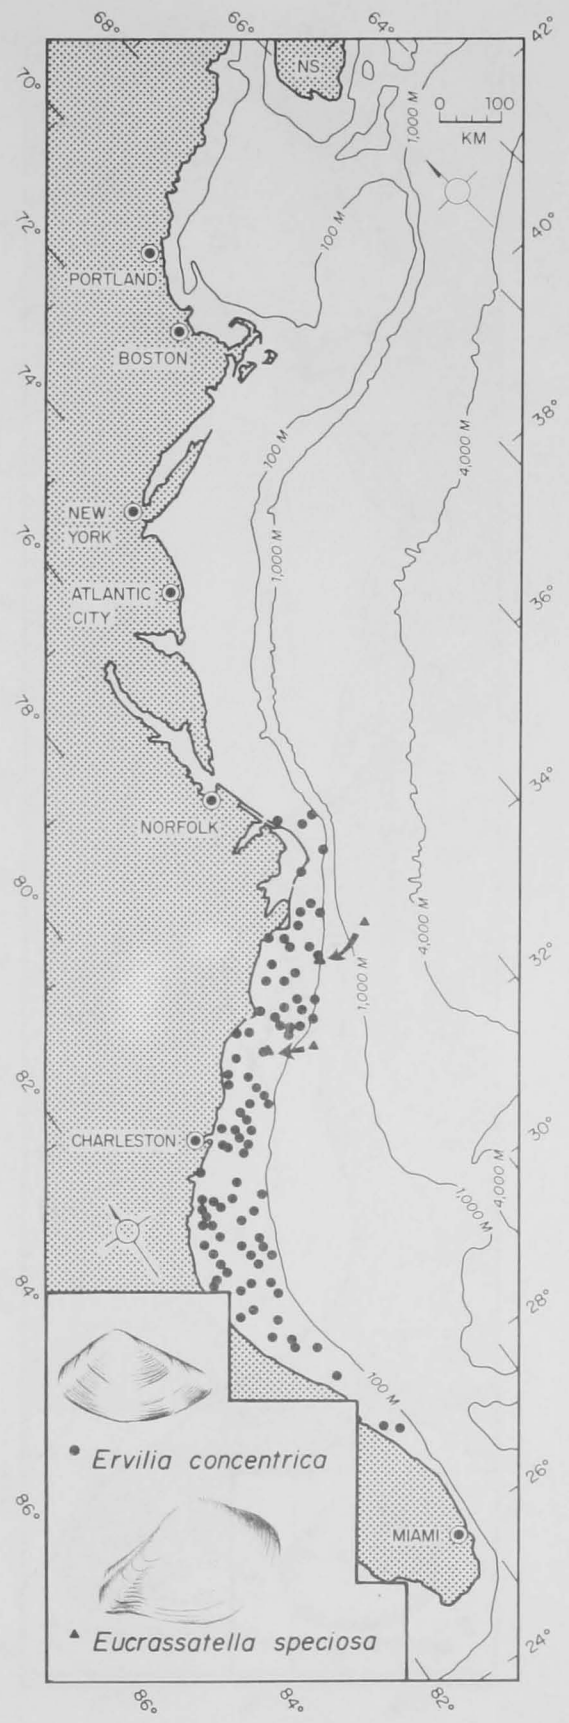 68°
66°
64°
42°
70°
NS.
0 100
KM
1,000 M
72°
40°
100 M
PORTLAND
BOSTON
74°
38°
4,000 M
100 M
NEW
YORK
76°
1,000 M
ATLANTIC
CITY
36°
78°
34°
NORFOLK
80°
4,000 M
32°
1,000 M
82°
CHARLESTON
30°
4,000 M
1,000 M
84°
28°
100 M
Ervilia concentrica
26°
86°
MIAMI
Eucrassatella speciosa
24°
86°
84°
82°